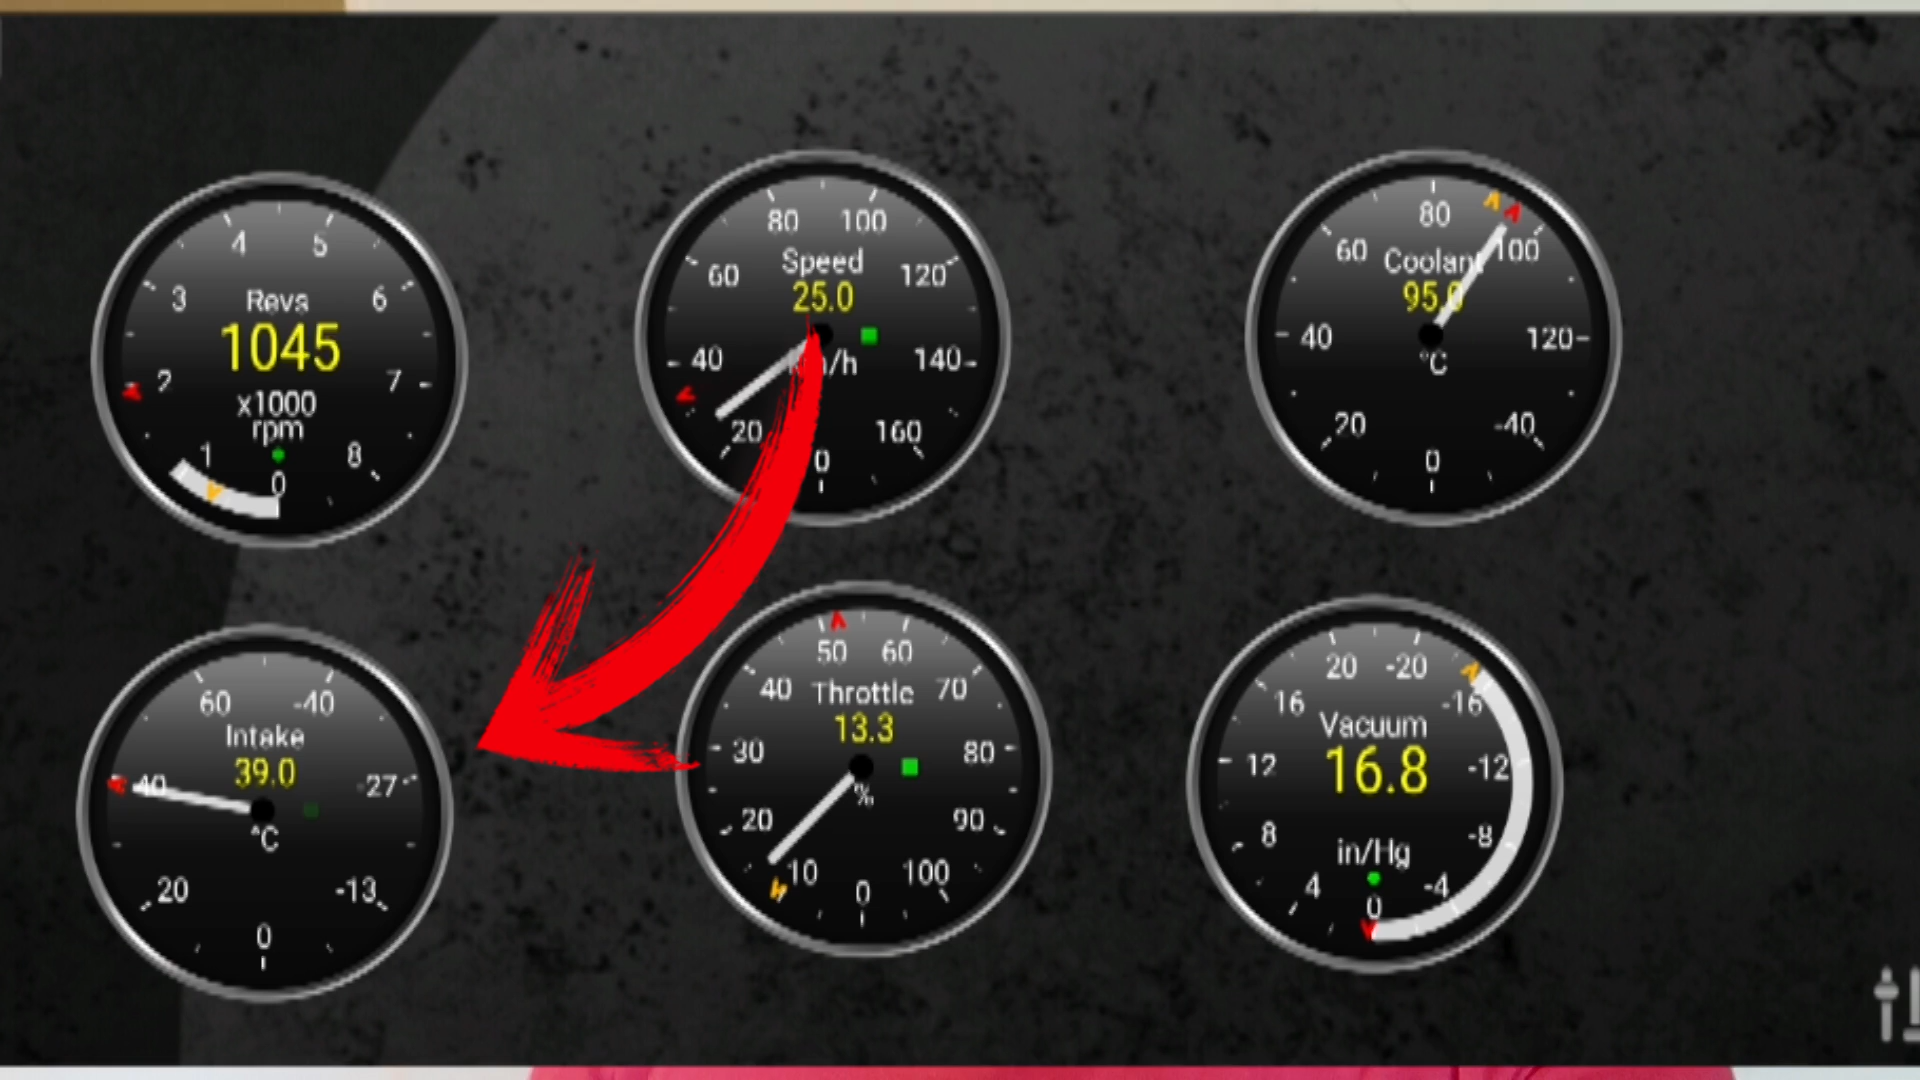 4 5
3 Revs 6
1045
2 7
x1000
rpm
1 8
0
80 100
Speed
60 120
25.0
40 km/h 140
20 160
0
80
60 Coolant 100
95.0
40 120
°C
20 -40
0
60 -40
Intake
39.0
40 -27
°C
20 -13
0
50 60
40 Throttle 70
13.3
30 80
%
20 90
10 100
0
20 -20
16 -16
Vacuum
16.8
12 -12
8 -8
in/Hg
4 -4
0